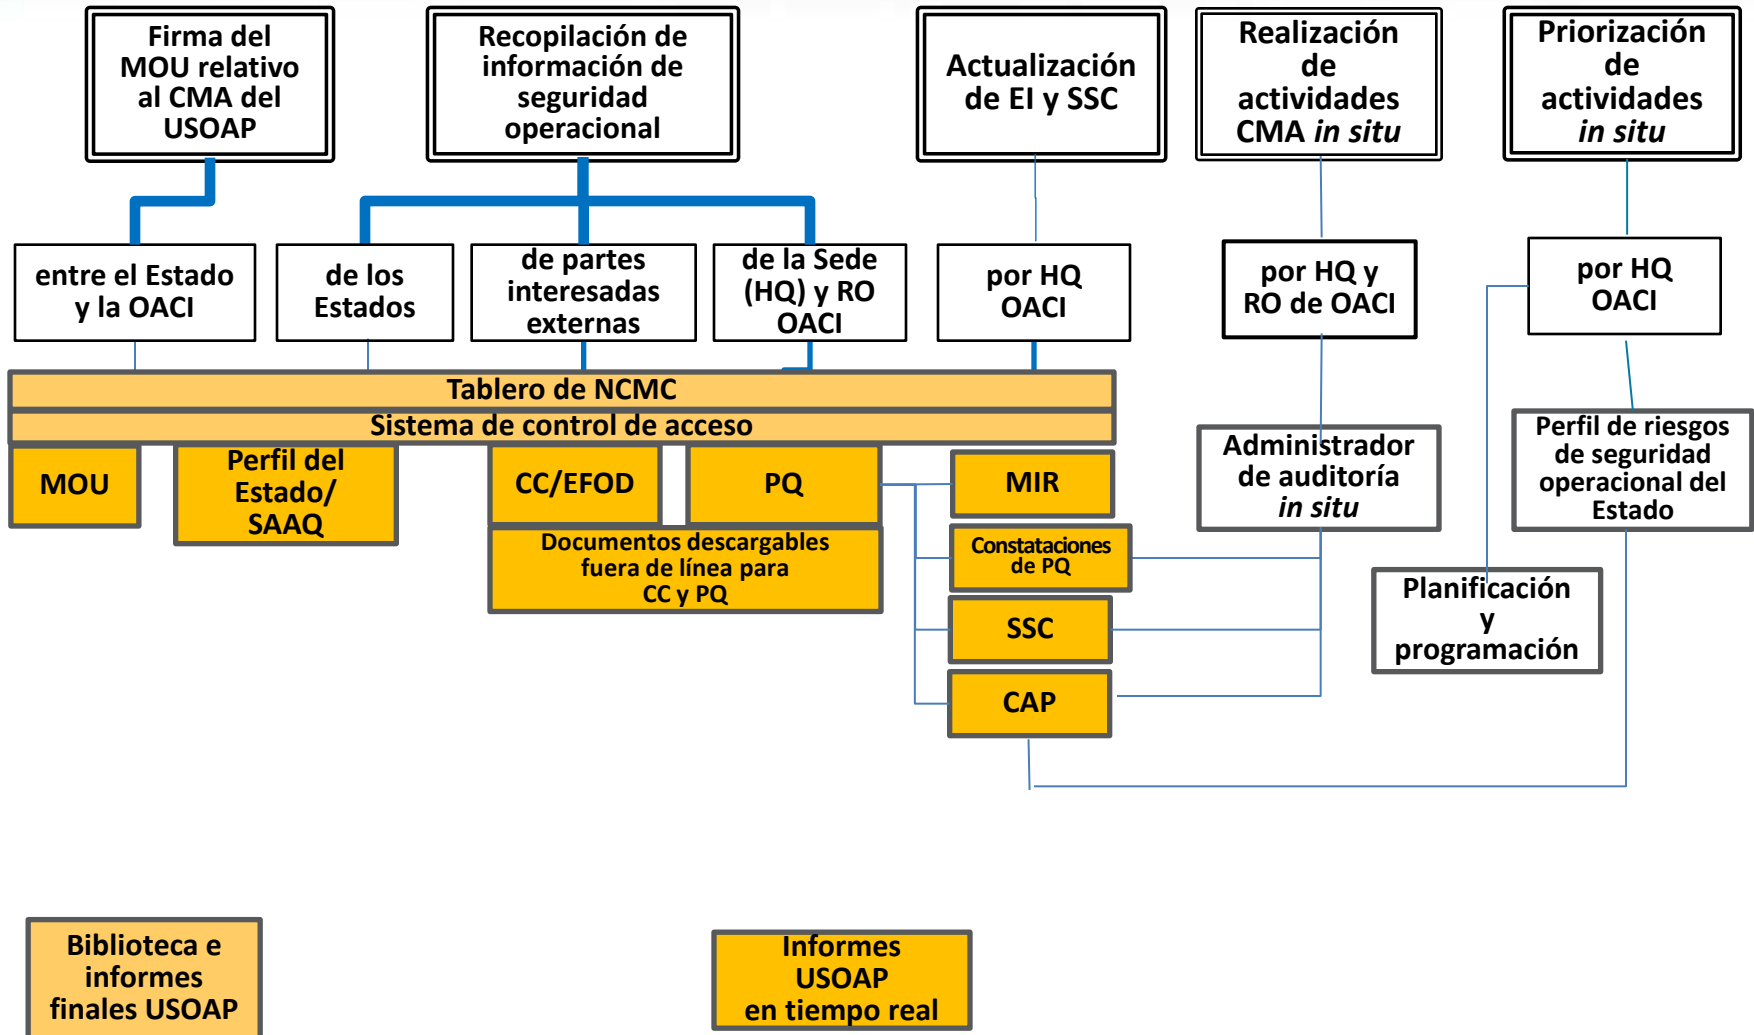 Firma del
MOU relativo
al CMA del
USOAP
Recopilación de
información de
seguridad
operacional
Actualización
de EI y SSC
Realización
de
actividades
CMA in situ
Priorización
de
actividades
in situ
entre el Estado
y la OACI
de los
Estados
de partes
interesadas
externas
de la Sede
(HQ) y RO
OACI
por HQ
OACI
por HQ y
RO de OACI
por HQ
OACI
Tablero de NCMC
Sistema de control de acceso
MOU
Perfil del
Estado/
SAAQ
CC/EFOD
PQ
MIR
Documentos descargables
fuera de línea para
CC y PQ
Constataciones
de PQ
SSC
CAP
Administrador
de auditoría
in situ
Perfil de riesgos
de seguridad
operacional del
Estado
Planificación
y
programación
Biblioteca e
informes
finales USOAP
Informes
USOAP
en tiempo real